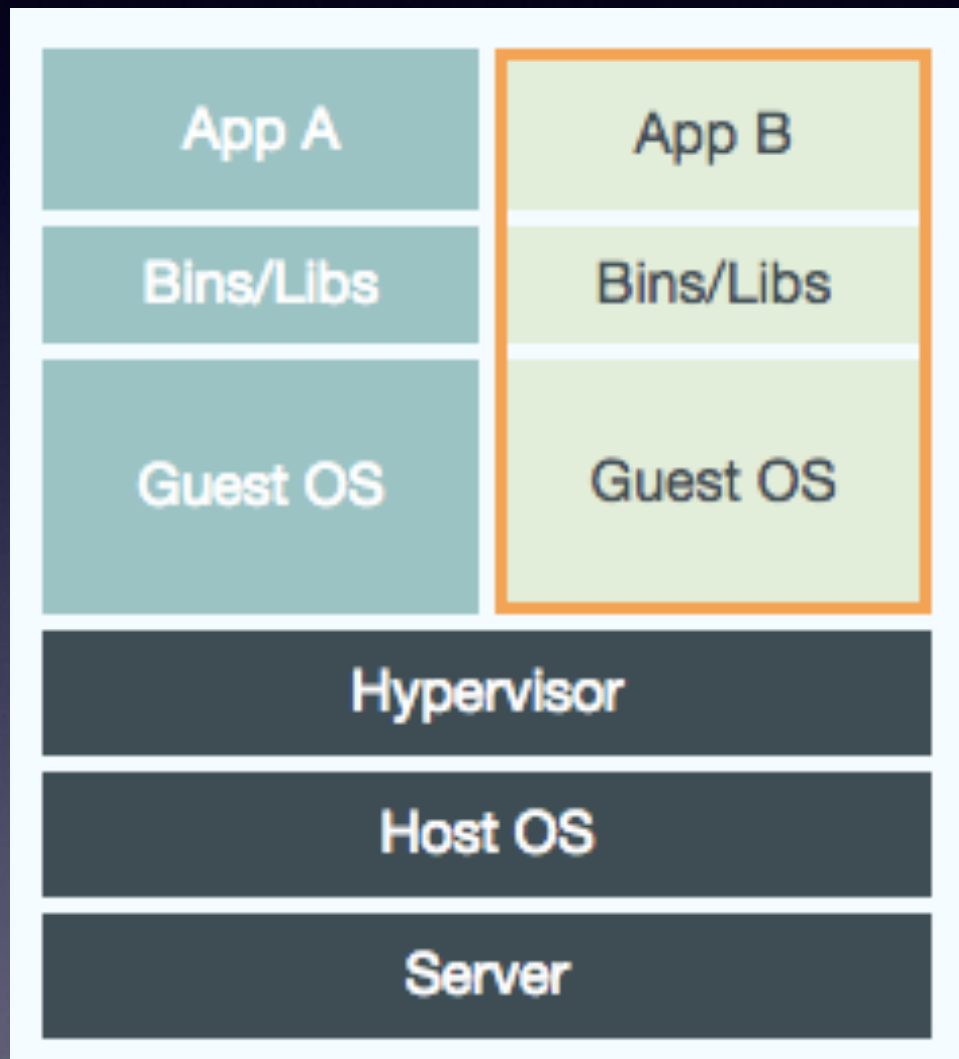 App A
App B
Bins/Libs
Bins/Libs
Guest OS
Guest OS
Hypervisor
Host OS
Server